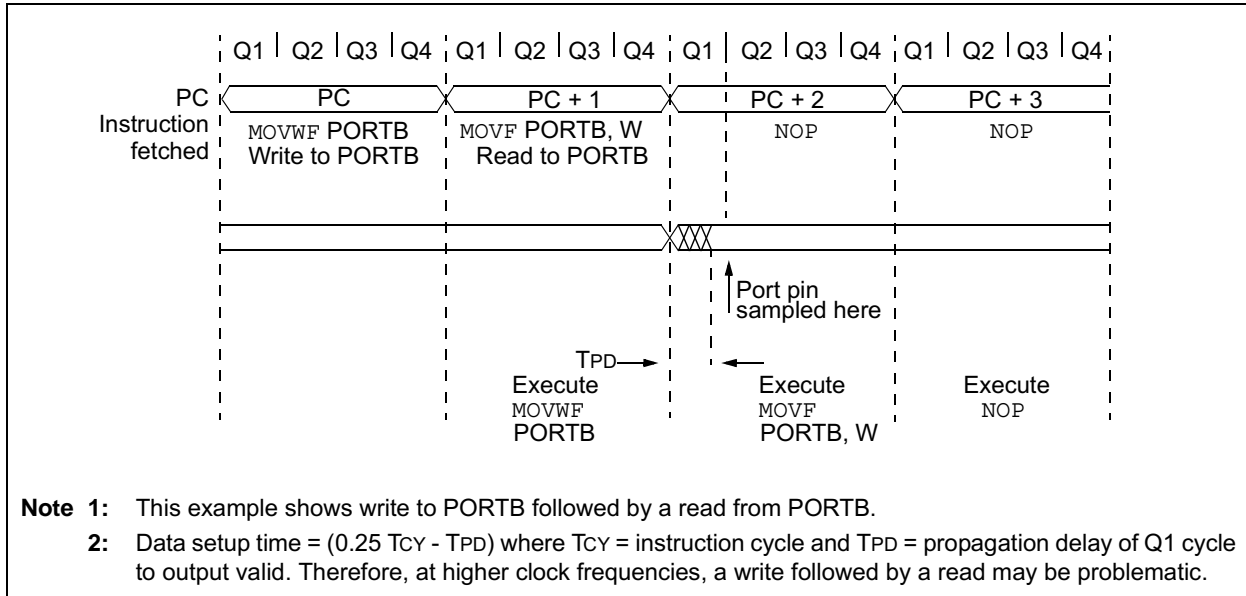 Q1 Q2 Q3 Q4 Q1 Q2 Q3 Q4 Q1 Q2 Q3 Q4 Q1 Q2 Q3 Q4
PC PC PC + 1 PC + 2 PC + 3
Instruction
fetched
MOVWF PORTB MOVF PORTB, W NOP NOP
Write to PORTB Read to PORTB
Port pin
sampled here
TPD
Execute Execute Execute
MOVWF MOVF NOP
PORTB PORTB, W
Note 1: This example shows write to PORTB followed by a read from PORTB.
2: Data setup time = (0.25 TCY - TPD) where TCY = instruction cycle and TPD = propagation delay of Q1 cycle
to output valid. Therefore, at higher clock frequencies, a write followed by a read may be problematic.